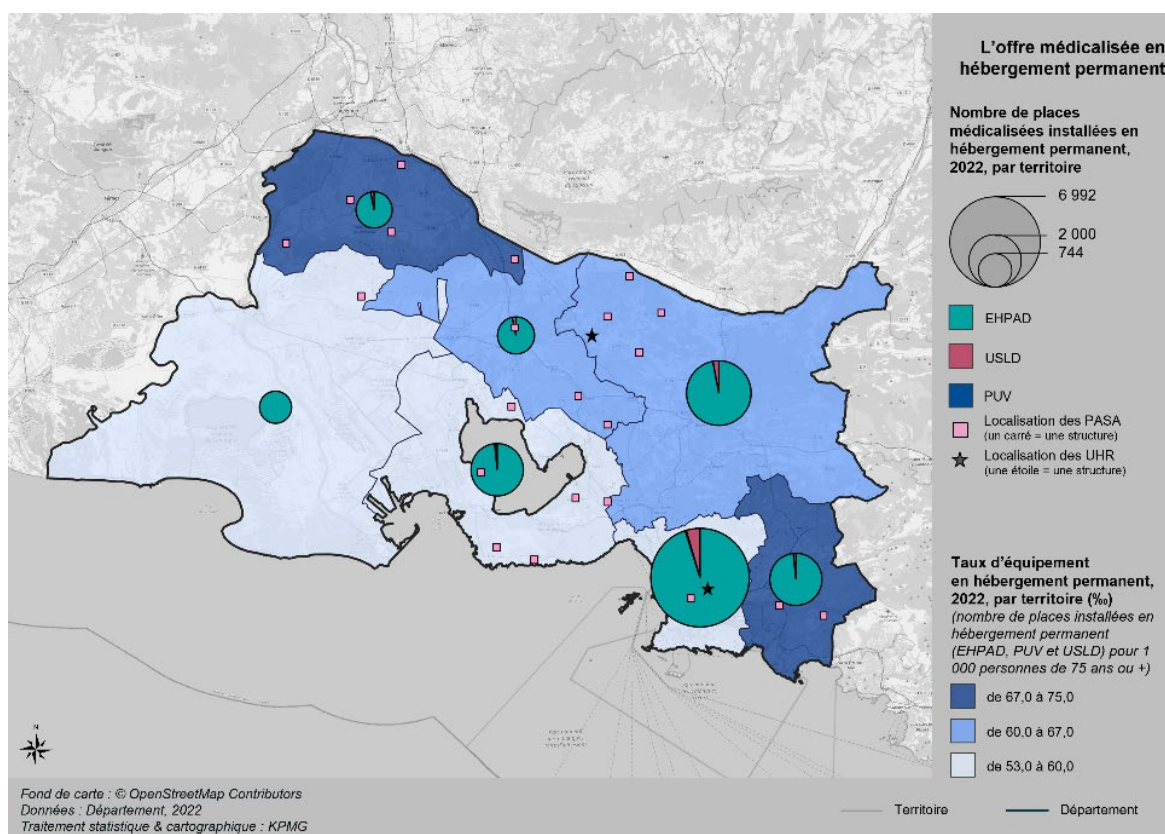 L'offre médicalisée en
hébergement permanent
Nombre de places
médicalisées installées en
hébergement permanent,
2022, par territoire
6 992
2 000
744
EHPAD
USLD
PUV
Localisation des PASA
(un carré = une structure)
Localisation des UHR
(une étoile = une structure)
Taux d'équipement
en hébergement permanent,
2022, par territoire (‰)
(nombre de places installées en
hébergement permanent
(EHPAD, PUV et USLD) pour 1
000 personnes de 75 ans ou +)
de 67,0 à 75,0
de 60,0 à 67,0
de 53,0 à 60,0
N
Fond de carte : © OpenStreetMap Contributors
Données : Département, 2022
Traitement statistique & cartographique : KPMG
Territoire
Département